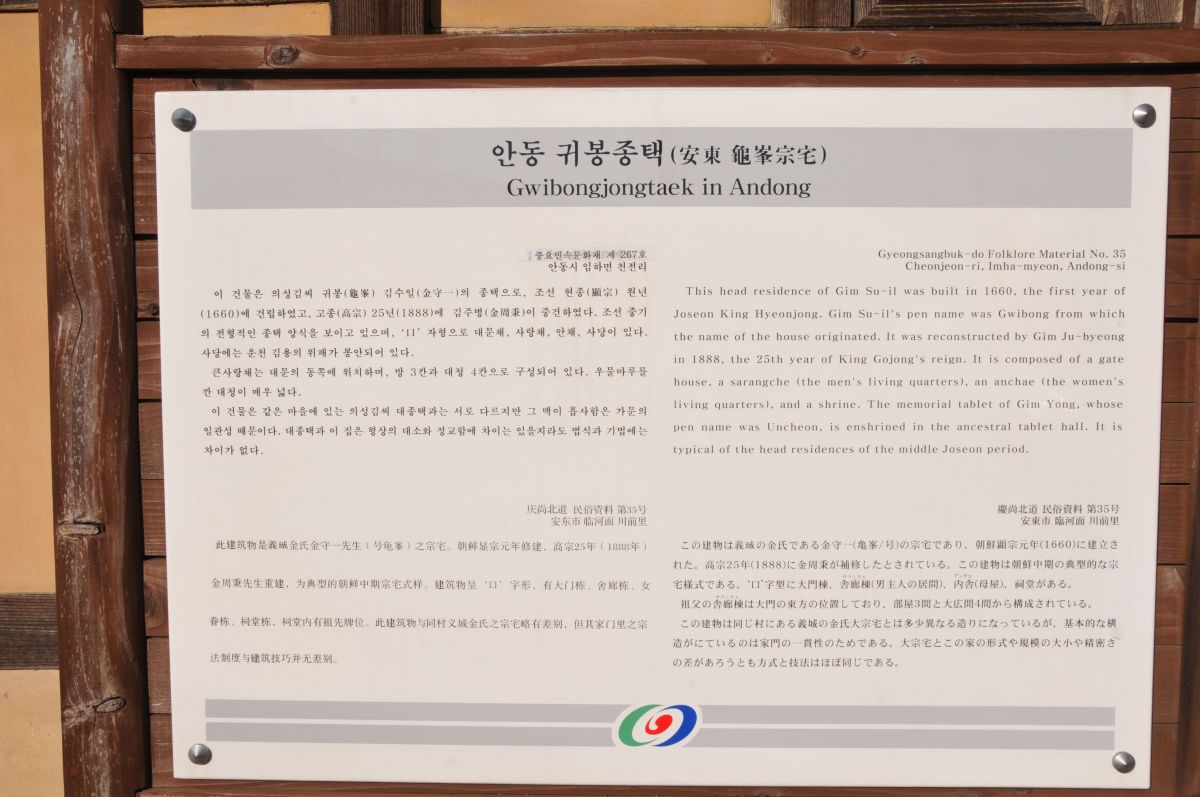 안동 귀봉종택(安東 龜峯宗宅)
Gwibongjongtaek in Andong
중요민속문화재 제 267호
안동시 임하면 천전리
이 건물은 의성김씨 귀봉(龜峯) 김수일(金守一)의 종택으로, 조선 현종(顯宗) 원년
(1660)에 건립하였고, 고종(高宗) 25년(1888)에 김주병(金周秉)이 중건하였다. 조선 중기
의 전형적인 종택 양식을 보이고 있으며, ‘口’ 자형으로 대문채, 사랑채, 안채, 사당이 있다.
사당에는 운천 김용의 위패가 봉안되어 있다.
큰사랑채는 대문의 동쪽에 위치하며, 방 3칸과 대청 4칸으로 구성되어 있다. 우물마루를
깐 대청이 매우 넓다.
이 건물은 같은 마을에 있는 의성김씨 대종택과는 서로 다르지만 그 맥이 흡사함은 가문의
일관성 때문이다. 대종택과 이 집은 형상의 대소와 정교함에 차이는 있을지라도 법식과 기법에는
차이가 없다.
Gyeongsangbuk-do Folklore Material No. 35
Cheonjeon-ri, Imha-myeon, Andong-si
This head residence of Gim Su-il was built in 1660, the first year of
Joseon King Hyeonjong. Gim Su-il's pen name was Gwibong from which
the name of the house originated. It was reconstructed by Gim Ju-byeong
in 1888, the 25th year of King Gojong's reign. It is composed of a gate
house, a sarangche (the men's living quarters), an anchae (the women's
living quarters), and a shrine. The memorial tablet of Gim Yong, whose
pen name was Uncheon, is enshrined in the ancestral tablet hall. It is
typical of the head residences of the middle Joseon period.
庆尚北道 民俗资料 第35号
安东市 临河面 川前里
此建筑物是義城金氏金守一先生（号龟峯）之宗宅。朝鲜显宗元年修建，高宗25年（1888年）
金周秉先生重建，为典型的朝鲜中期宗宅式样。建筑物呈‘口’字形，有大门栋、舍廊栋、女
眷栋、祠堂栋，祠堂内有祖先牌位。此建筑物与同村义城金氏之宗宅略有差别，但其家门里之宗
法制度与建筑技巧并无差别。
慶尚北道 民俗資料 第35号
安東市 臨河面 川前里
この建物は義城の金氏である金守一(亀峯/号)の宗宅であり、朝鮮顯宗元年(1660)に建立さ
れた。高宗25年(1888)に金周秉が補修したとされている。この建物は朝鮮中期の典型的な宗
宅様式である。‘口’字型に大門棟、舎廊棟(男主人の居間)、内舎(母屋)、祠堂がある。
祖父の舎廊棟は大門の東方の位置しており、部屋3間と大広間4間から構成されている。
この建物は同じ村にある義城の金氏大宗宅とは多少異なる造りになっているが、基本的な構
造がにているのは家門の一貫性のためである。大宗宅とこの家の形式や規模の大小や精密さ
の差があろうとも方式と技法はほぼ同じである。